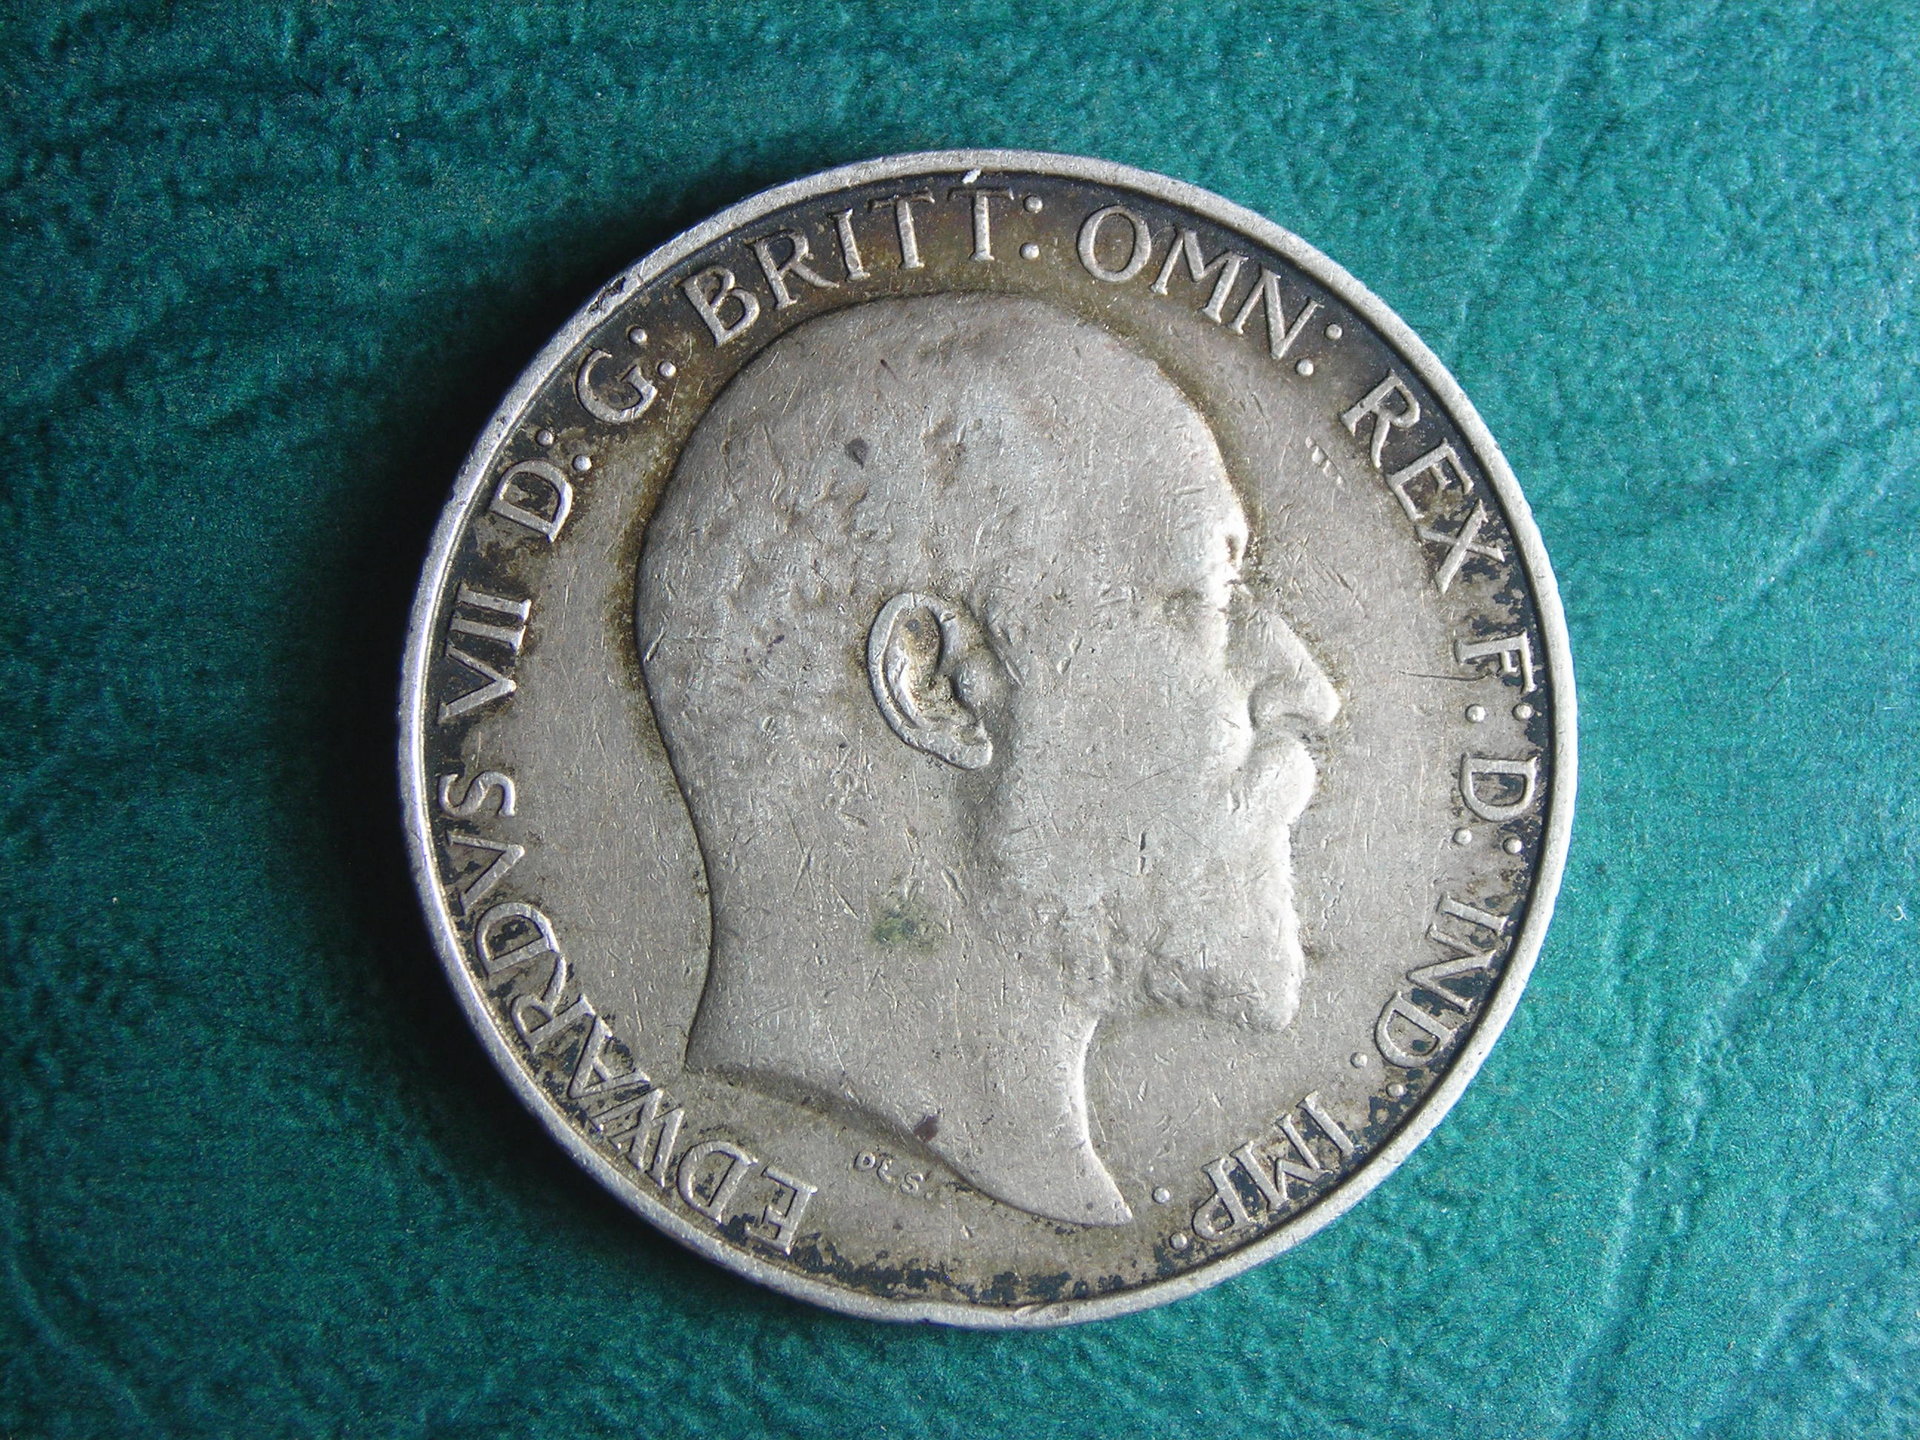 EDWARDVS VII D: G: BRITT: OMN: REX F: D: IND: IMP:
DES.